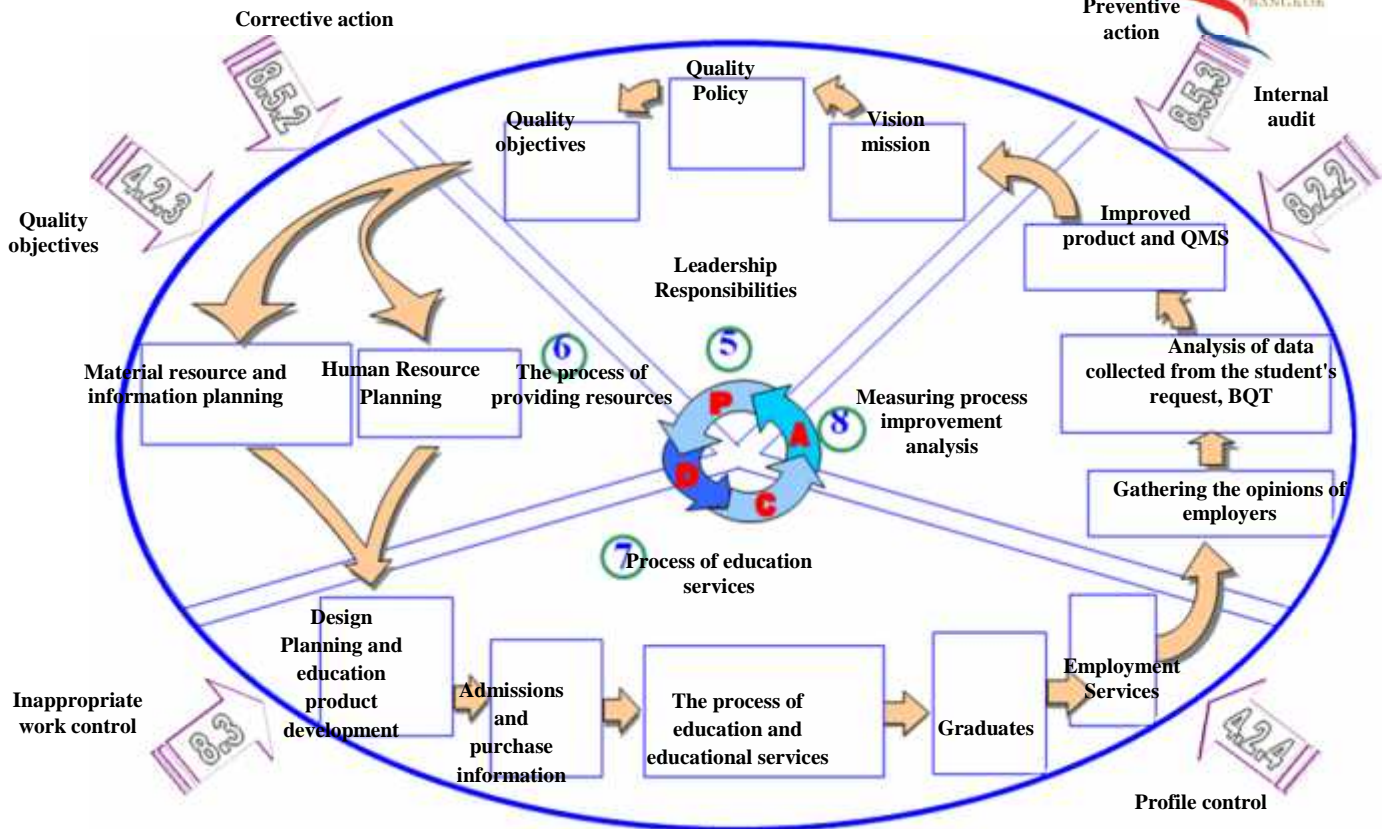 Corrective action
Preventive
action
BANGKOK
8.5.2
8.5.3
Internal
audit
Quality
Policy
Quality
objectives
Vision
mission
4.2.3
8.2.2
Quality
objectives
Improved
product and QMS
Leadership
Responsibilities
5
6
Material resource and
information planning
Human Resource
Planning
The process of
providing resources
Analysis of data
collected from the student's
request, BQT
P
A
D
C
8
Measuring process
improvement
analysis
Gathering the opinions of
employers
7
Process of education
services
Design
Planning and
education
product
development
Admissions
and
purchase
information
The process of
education and
educational services
Graduates
Employment
Services
Inappropriate
work control
8.3
4.2.4
Profile control